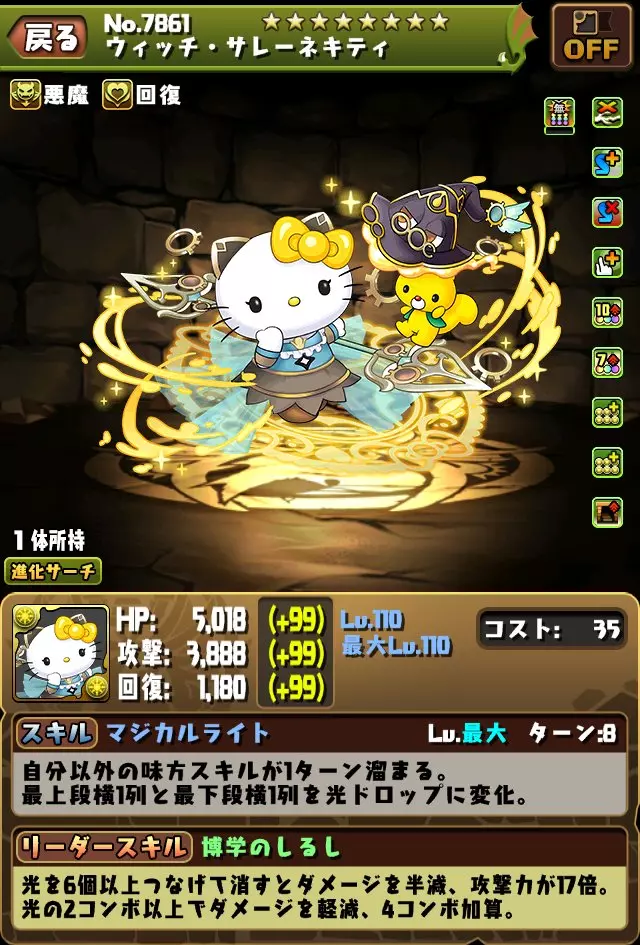 戻る
No.7861
ウィッチ・サレーネキティ
OFF
悪魔 回復
無
10
7
1体所持
進化サーチ
HP: 5,018 (+99) Lv.110
攻撃: 3,888 (+99) 最大Lv.110
回復: 1,180 (+99)
コスト: 35
スキル マジカルライト Lv.最大 ターン:8
自分以外の味方スキルが1ターン溜まる。
最上段横1列と最下段横1列を光ドロップに変化。
リーダースキル 博学のしるし
光を6個以上つなげて消すとダメージを半減、攻撃力が17倍。
光の2コンボ以上でダメージを軽減、4コンボ加算。